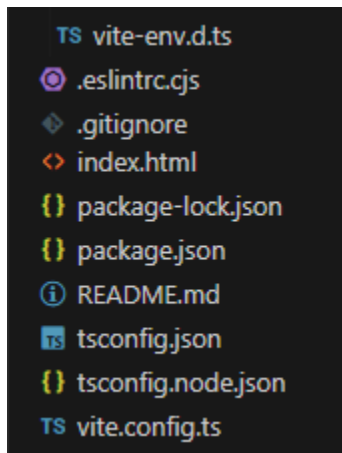 TS vite-env.d.ts
.eslintrc.cjs
.gitignore
<> index.html
{} package-lock.json
{} package.json
README.md
TS tsconfig.json
{} tsconfig.node.json
TS vite.config.ts